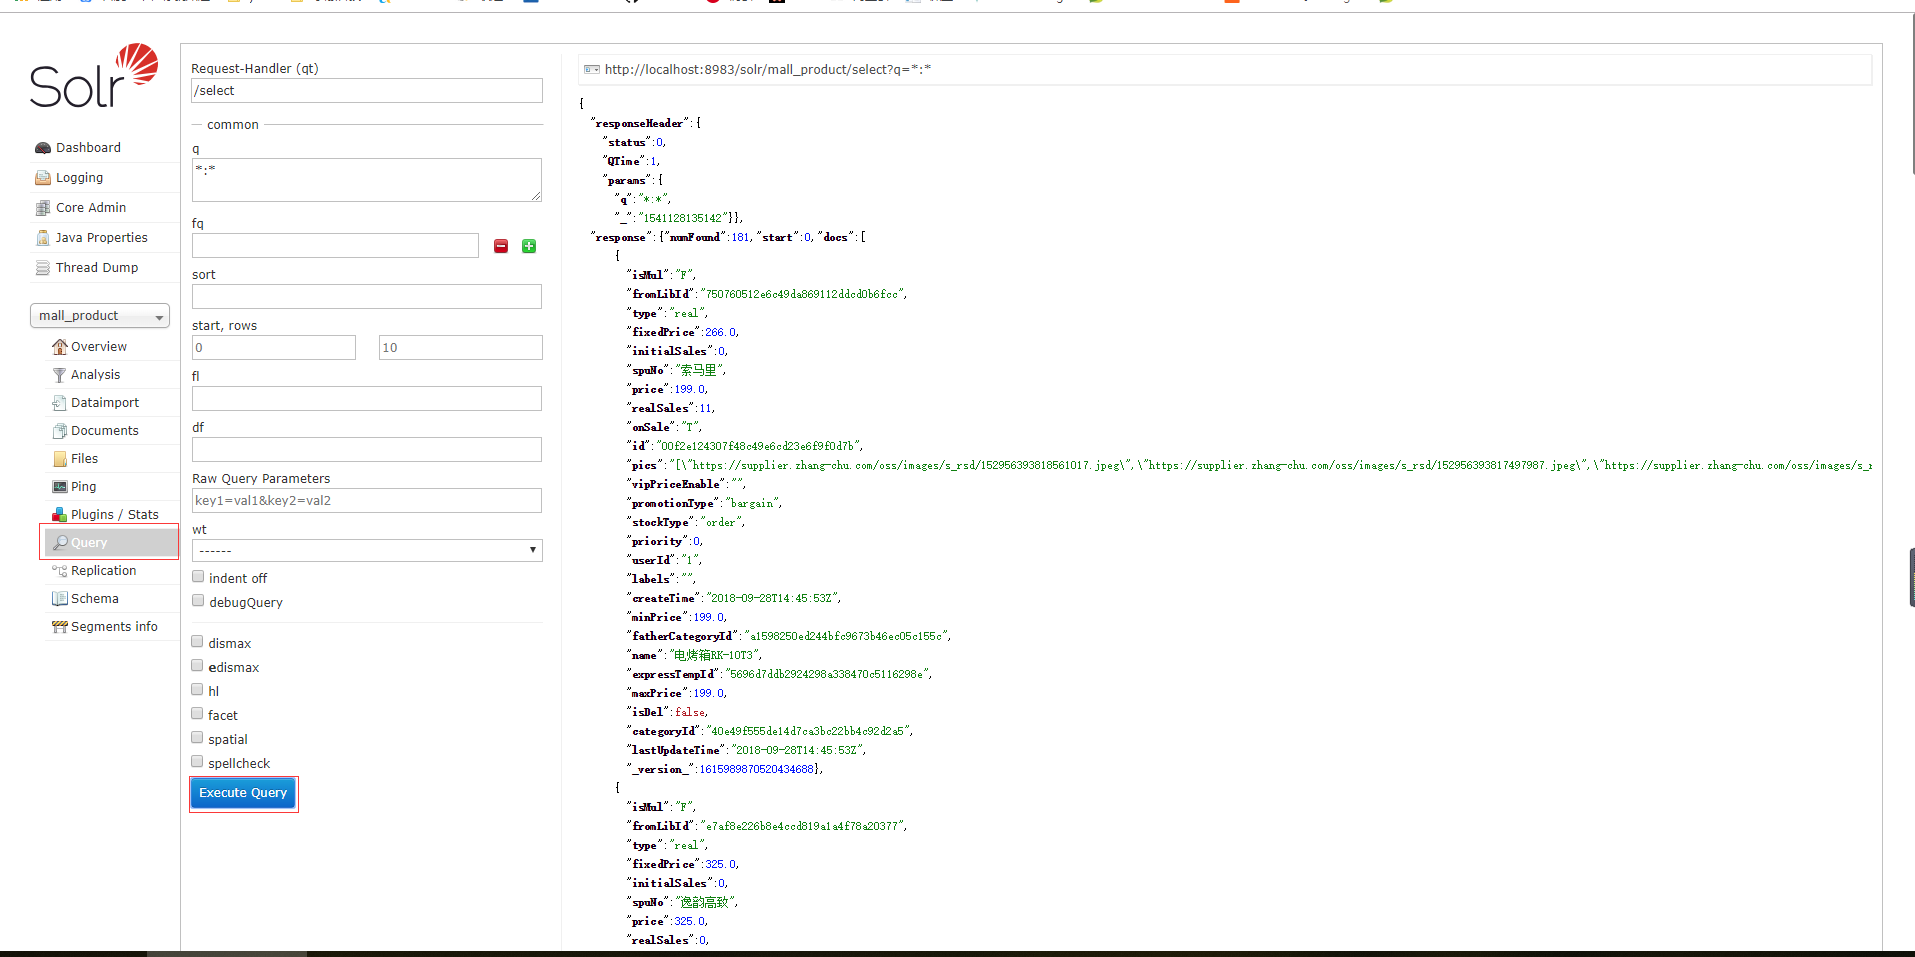 Solr
Dashboard
Logging
Core Admin
Java Properties
Thread Dump
mall_product
Overview
Analysis
Dataimport
Documents
Files
Ping
Plugins / Stats
Query
Replication
Schema
Segments info
Request-Handler (qt)
/select
common
q
*:*
fq
sort
start, rows
0
10
fl
df
Raw Query Parameters
key1=val1&key2=val2
wt
------
indent off
debugQuery
dismax
edismax
hl
facet
spatial
spellcheck
Execute Query
http://localhost:8983/solr/mall_product/select?q=*:*
{
"responseHeader":{
"status":0,
"QTime":1,
"params":{
"q":"*:*",
"_":"1541128135142"}},
"response":{"numFound":181,"start":0,"docs":[
{
"isMul":"F",
"fromLibId":"750760512e6c49da869112ddcd0b6fcc",
"type":"real",
"fixedPrice":266.0,
"initialSales":0,
"spuNo":"索马里",
"price":199.0,
"realSales":11,
"onSale":"T",
"id":"00f2e124307f48c49e6cd23e6f9f0d7b",
"pics":"[\"https://supplier.zhang-chu.com/oss/images/s_rsd/152956393818561017.jpeg\",\"https://supplier.zhang-chu.com/oss/images/s_rsd/152956393817497987.jpeg\",\"https://supplier.zhang-chu.com/oss/images/s_r
"vipPriceEnable":"",
"promotionType":"bargain",
"stockType":"order",
"priority":0,
"userId":"1",
"labels":"",
"createTime":"2018-09-28T14:45:53Z",
"minPrice":199.0,
"fatherCategoryId":"a1598250ed244bfc9673b46ec05c155c",
"name":"电烤箱RK-10T3",
"expressTempId":"5696d7ddb2924298a338470c5116298e",
"maxPrice":199.0,
"isDel":false,
"categoryId":"40e49f555de14d7ca3bc22bb4c92d2a5",
"lastUpdateTime":"2018-09-28T14:45:53Z",
"_version_":1615989870520434688},
{
"isMul":"F",
"fromLibId":"e7af8e226b8e4ccd819a1a4f78a20377",
"type":"real",
"fixedPrice":325.0,
"initialSales":0,
"spuNo":"逸韵高致",
"price":325.0,
"realSales":0,